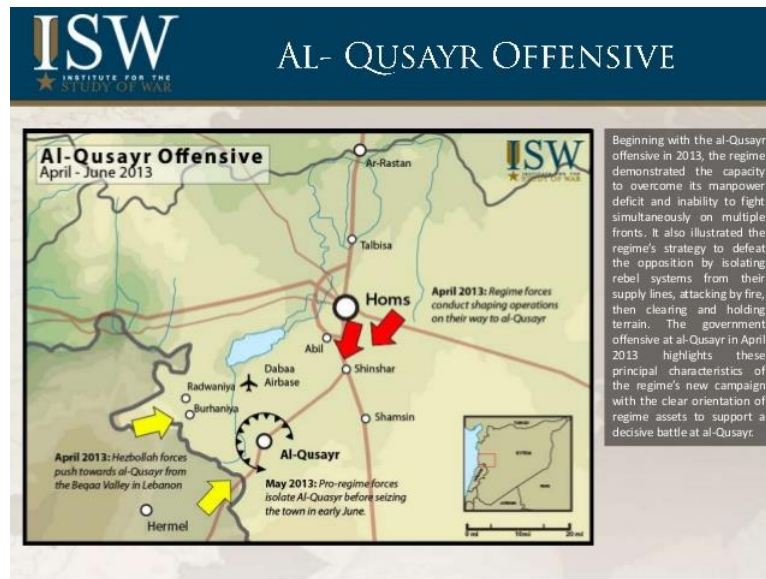 ISW
INSTITUTE FOR THE
STUDY OF WAR
AL- QUSAYR OFFENSIVE
Al-Qusayr Offensive
April - June 2013
ISW
INSTITUTE FOR THE
STUDY OF WAR
Ar-Rastan
Talbisa
Homs
April 2013: Regime forces
conduct shaping operations
on their way to al-Qusayr
Abil
Shinshar
Dabaa
Airbase
Radwaniya
Burhaniya
Shamsin
Al-Qusayr
April 2013: Hezbollah forces
push towards al-Qusayr from
the Beqaa Valley in Lebanon
May 2013: Pro-regime forces
isolate Al-Quasyr before seizing
the town in early June.
Hermel
SYRIA
0 mi 10mi 20 mi
Beginning with the al-Qusayr
offensive in 2013, the regime
demonstrated the capacity
to overcome its manpower
deficit and inability to fight
simultaneously on multiple
fronts. It also illustrated the
regime's strategy to defeat
the opposition by isolating
rebel systems from their
supply lines, attacking by fire,
then clearing and holding
terrain. The government
offensive at al-Qusayr in April
2013 highlights these
principal characteristics of
the regime's new campaign
with the clear orientation of
regime assets to support a
decisive battle at al-Qusayr.